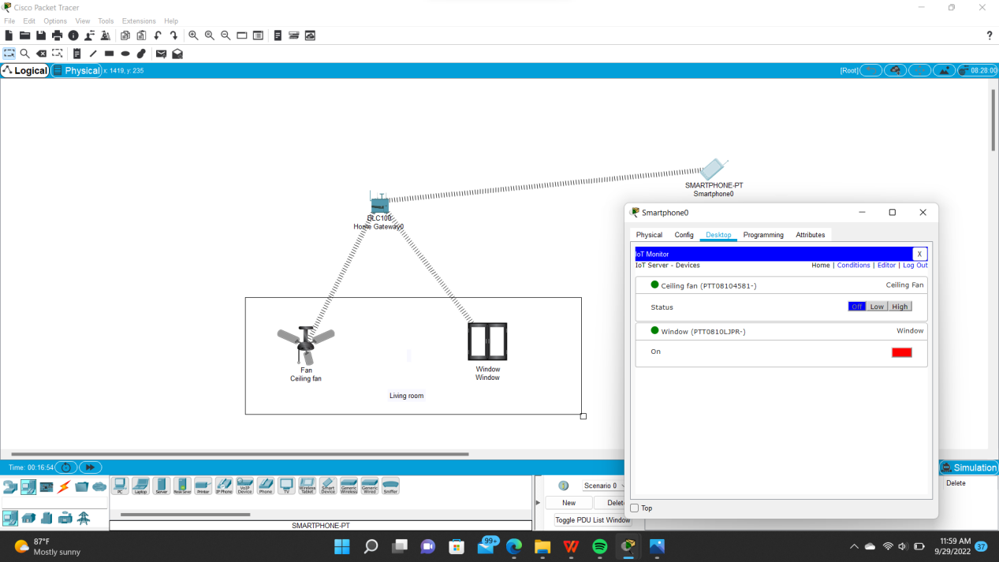 Cisco Packet Tracer
File Edit Options View Tools Extensions Help
?
Logical Physical x: 1419, y: 235 [Root] 08:28:00
SMARTPHONE-PT
Smartphone0
DLC100
Home Gateway0
Fan
Ceiling fan
Window
Window
Living room
Smartphone0
Physical Config Desktop Programming Attributes
IoT Monitor X
IoT Server - Devices Home | Conditions | Editor | Log Out
Ceiling fan (PTT08104581-) Ceiling Fan
Status Off Low High
Window (PTT0810LJPR-) Window
On
Top
Time: 00:16:54 Simulation
PC Laptop Server Printer IP Phone VoIP Device Phone TV Wireless Tablet Smart Device Generic Wireless Generic Wired Sniffer
SMARTPHONE-PT
Scenario 0
New Delete
Toggle PDU List Window
Delete
87°F
Mostly sunny
99+
11:59 AM
9/29/2022
37